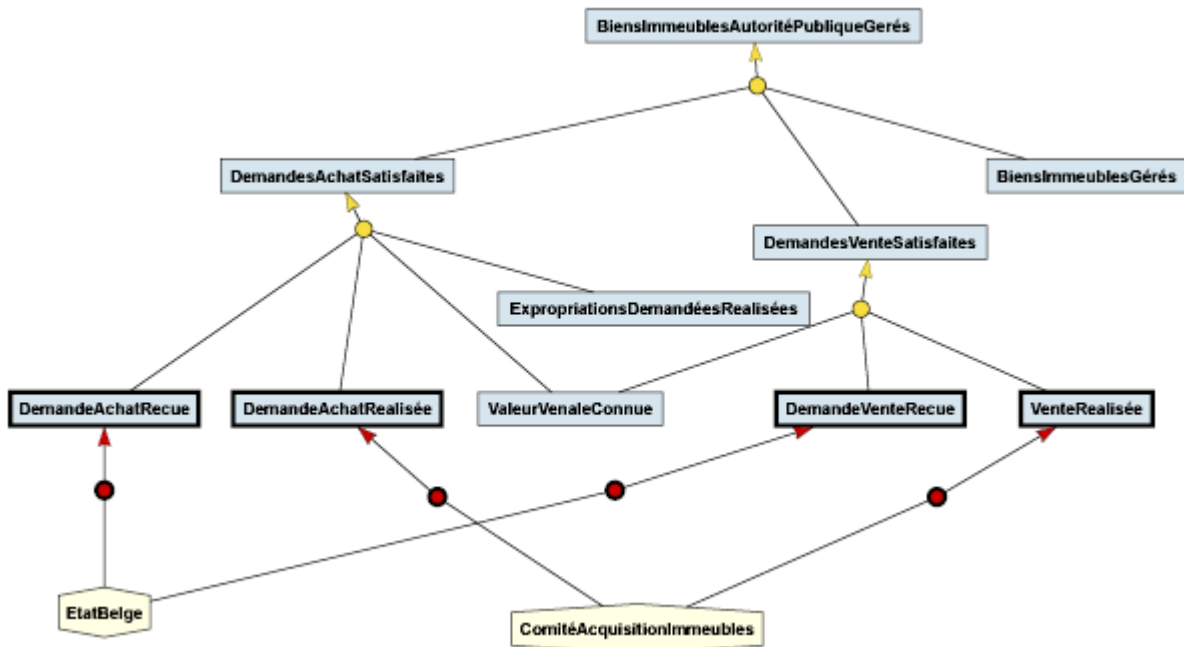 BiensImmeublesAutoritéPubliqueGerés
DemandesAchatSatisfaites
BiensImmeublesGérés
DemandesVenteSatisfaites
ExpropriationsDemandéesRealisées
DemandeAchatRecue
DemandeAchatRealisée
ValeurVenaleConnue
DemandeVenteRecue
VenteRealisée
EtatBelge
ComitéAcquisitionImmeubles